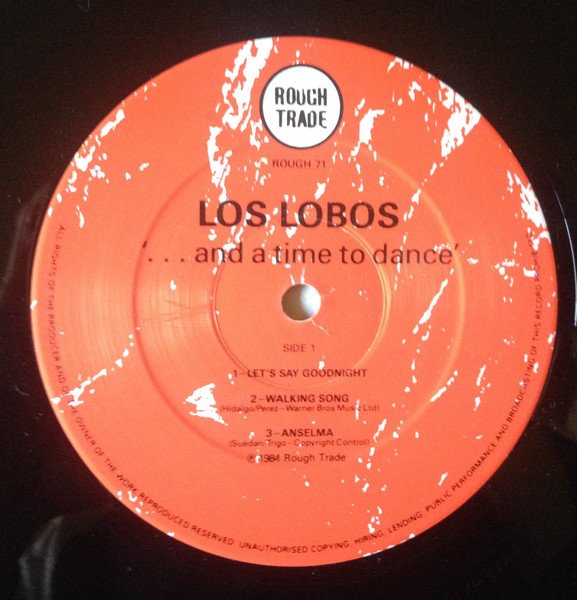 ROUGH
TRADE
ROUGH 71
LOS LOBOS
'... and a time to dance'
SIDE 1
1–LET'S SAY GOODNIGHT
2–WALKING SONG
(Hidalgo/Perez – Warner Bros Music Ltd)
3–ANSELMA
(Suedan/Trigo – Copyright Control)
℗ 1984 Rough Trade
ALL RIGHTS OF THE PRODUCER AND OF THE OWNER OF THE WORK REPRODUCED RESERVED. UNAUTHORISED COPYING, HIRING, LENDING, PUBLIC PERFORMANCE AND BROADCASTING OF THIS RECORD PROHIBITED